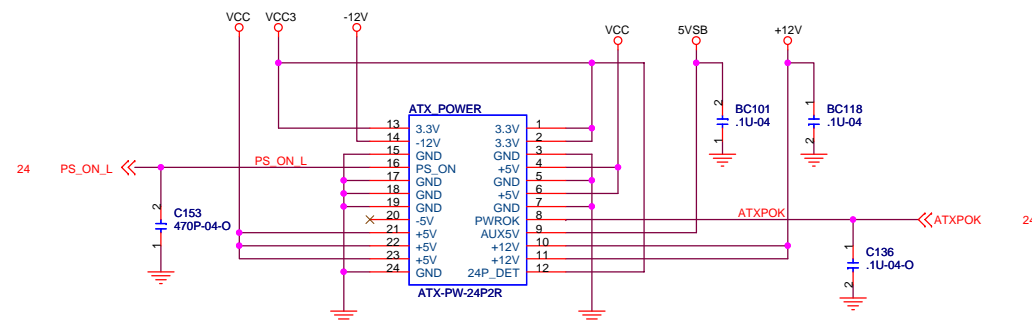 VCC VCC3 -12V VCC 5VSB +12V
ATX_POWER
2 BC101 .1U-04 1
1 BC118 .1U-04 2
13 3.3V 3.3V 1
14 -12V 3.3V 2
15 GND GND 3
24 PS_ON_L PS_ON_L 16 PS_ON +5V 4
17 GND GND 5
18 GND +5V 6
19 GND GND 7
20 -5V PWROK 8 ATXPOK ATXPOK 24
21 +5V AUX5V 9
22 +5V +12V 10
23 +5V +12V 11
24 GND 24P_DET 12
ATX-PW-24P2R
2 C153 470P-04-O 1
1 C136 .1U-04-O 2